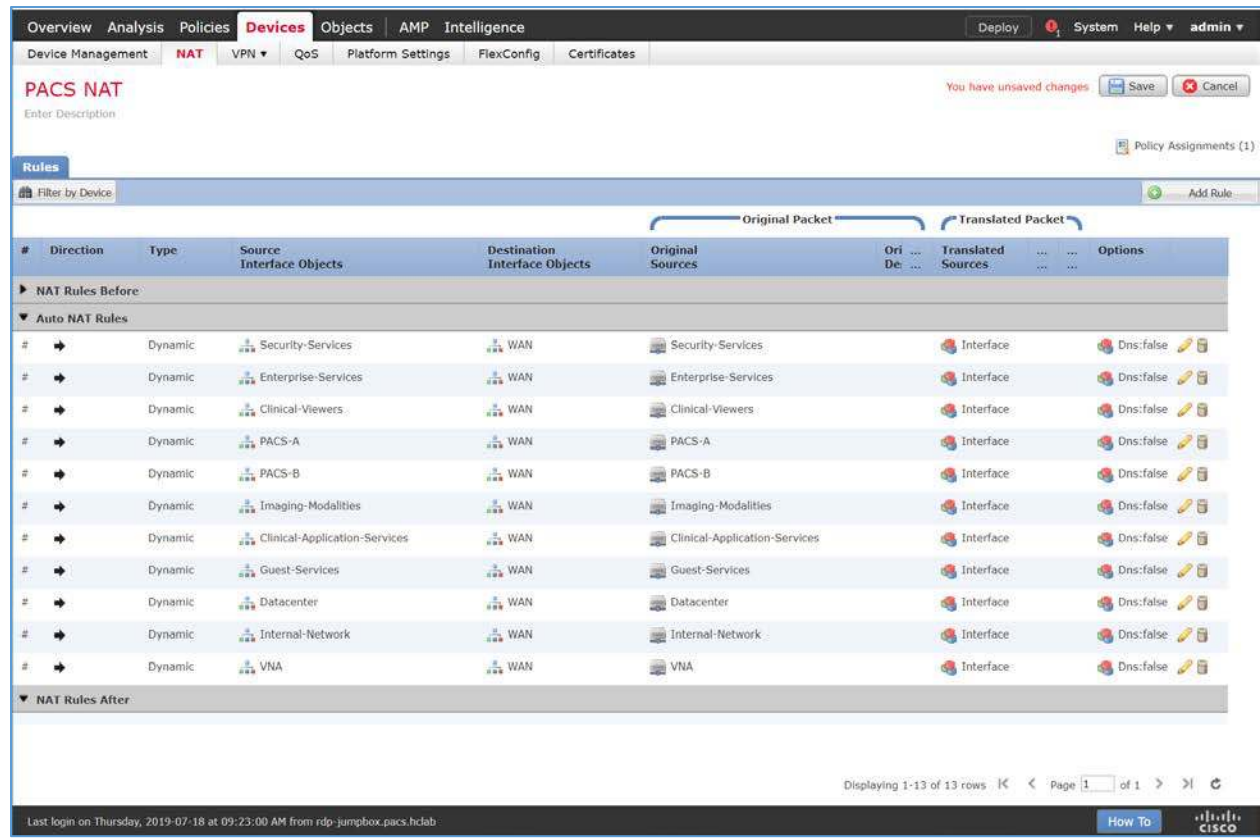 Overview Analysis Policies Devices Objects AMP Intelligence Deploy 1 System Help ▾ admin ▾
Device Management NAT VPN ▾ QoS Platform Settings FlexConfig Certificates
PACS NAT You have unsaved changes Save Cancel
Enter Description
Policy Assignments (1)
Rules
Filter by Device Add Rule
Original Packet Translated Packet
# Direction Type Source Interface Objects Destination Interface Objects Original Sources Ori De: ... ... Translated Sources ... ... ... ... Options
NAT Rules Before
Auto NAT Rules
# Dynamic Security-Services WAN Security-Services Interface Dns:false
# Dynamic Enterprise-Services WAN Enterprise-Services Interface Dns:false
# Dynamic Clinical-Viewers WAN Clinical-Viewers Interface Dns:false
# Dynamic PACS-A WAN PACS-A Interface Dns:false
# Dynamic PACS-B WAN PACS-B Interface Dns:false
# Dynamic Imaging-Modalities WAN Imaging-Modalities Interface Dns:false
# Dynamic Clinical-Application-Services WAN Clinical-Application-Services Interface Dns:false
# Dynamic Guest-Services WAN Guest-Services Interface Dns:false
# Dynamic Datacenter WAN Datacenter Interface Dns:false
# Dynamic Internal-Network WAN Internal-Network Interface Dns:false
# Dynamic VNA WAN VNA Interface Dns:false
NAT Rules After
Displaying 1-13 of 13 rows Page 1 of 1
Last login on Thursday, 2019-07-18 at 09:23:00 AM from rdp-jumpbox.pacs.hclab How To CISCO